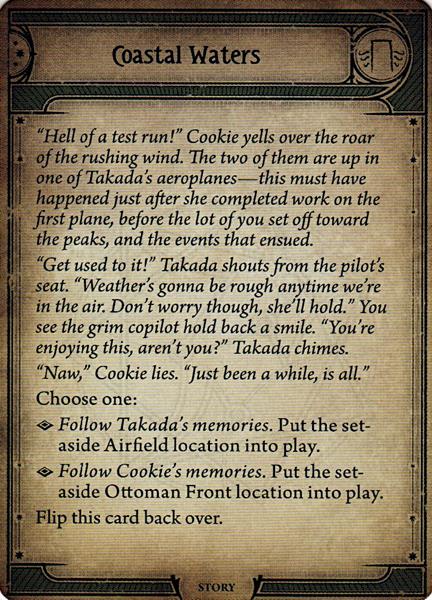 Coastal Waters
“Hell of a test run!” Cookie yells over the roar
of the rushing wind. The two of them are up in
one of Takada’s aeroplanes—this must have
happened just after she completed work on the
first plane, before the lot of you set off toward
the peaks, and the events that ensued.
“Get used to it!” Takada shouts from the pilot’s
seat. “Weather’s gonna be rough anytime we’re
in the air. Don’t worry though, she’ll hold.” You
see the grim copilot hold back a smile. “You’re
enjoying this, aren’t you?” Takada chimes.
“Naw,” Cookie lies. “Just been a while, is all.”
Choose one:
Follow Takada’s memories. Put the set-
aside Airfield location into play.
Follow Cookie’s memories. Put the set-
aside Ottoman Front location into play.
Flip this card back over.
STORY